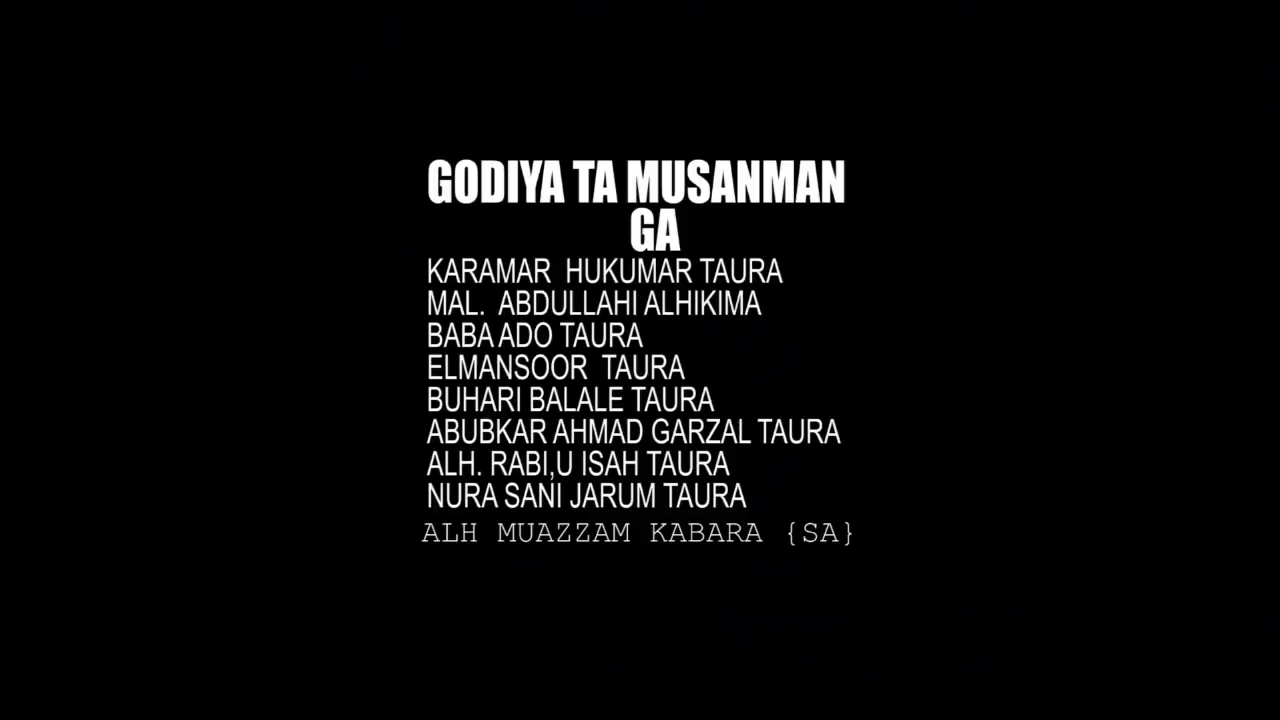 GODIYA TA MUSANMAN
GA
KARAMAR HUKUMAR TAURA
MAL. ABDULLAHI ALHIKIMA
BABA ADO TAURA
ELMANSOOR TAURA
BUHARI BALALE TAURA
ABUBKAR AHMAD GARZAL TAURA
ALH. RABI,U ISAH TAURA
NURA SANI JARUM TAURA
ALH MUAZZAM KABARA {SA}